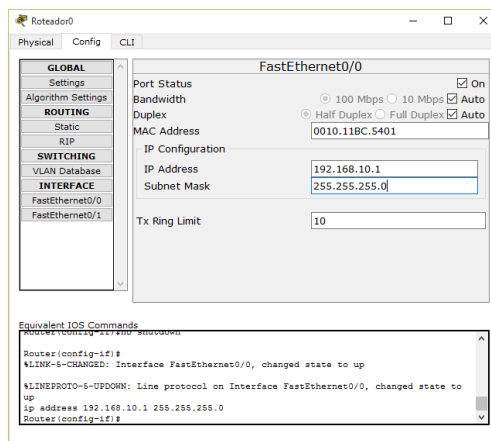 Roteador0
Physical Config CLI
GLOBAL
Settings
Algorithm Settings
ROUTING
Static
RIP
SWITCHING
VLAN Database
INTERFACE
FastEthernet0/0
FastEthernet0/1
FastEthernet0/0
Port Status On
Bandwidth 100 Mbps 10 Mbps Auto
Duplex Half Duplex Full Duplex Auto
MAC Address 0010.11BC.5401
IP Configuration
IP Address 192.168.10.1
Subnet Mask 255.255.255.0
Tx Ring Limit 10
Equivalent IOS Commands
Router(config-if)#no shutdown
Router(config-if)#
%LINK-5-CHANGED: Interface FastEthernet0/0, changed state to up
%LINEPROTO-5-UPDOWN: Line protocol on Interface FastEthernet0/0, changed state to
up
ip address 192.168.10.1 255.255.255.0
Router(config-if)#